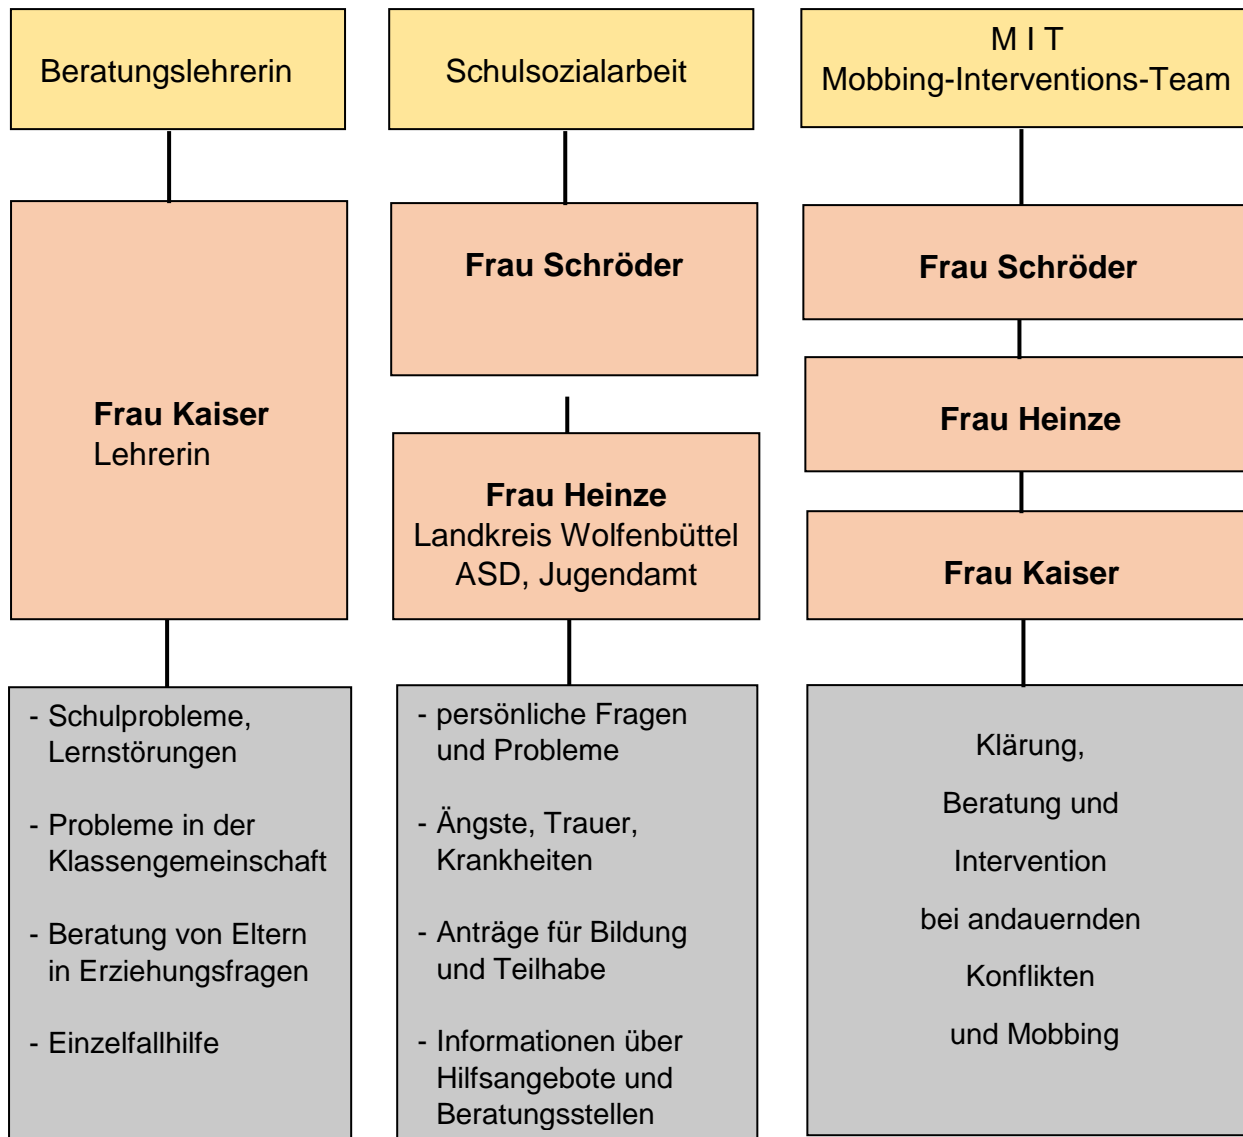 Beratungslehrerin
Frau Kaiser
Lehrerin
- Schulprobleme,
Lernstörungen
- Probleme in der
Klassengemeinschaft
- Beratung von Eltern
in Erziehungsfragen
- Einzelfallhilfe
Schulsozialarbeit
Frau Schröder
Frau Heinze
Landkreis Wolfenbüttel
ASD, Jugendamt
- persönliche Fragen
und Probleme
- Ängste, Trauer,
Krankheiten
- Anträge für Bildung
und Teilhabe
- Informationen über
Hilfsangebote und
Beratungsstellen
M I T
Mobbing-Interventions-Team
Frau Schröder
Frau Heinze
Frau Kaiser
Klärung,
Beratung und
Intervention
bei andauernden
Konflikten
und Mobbing